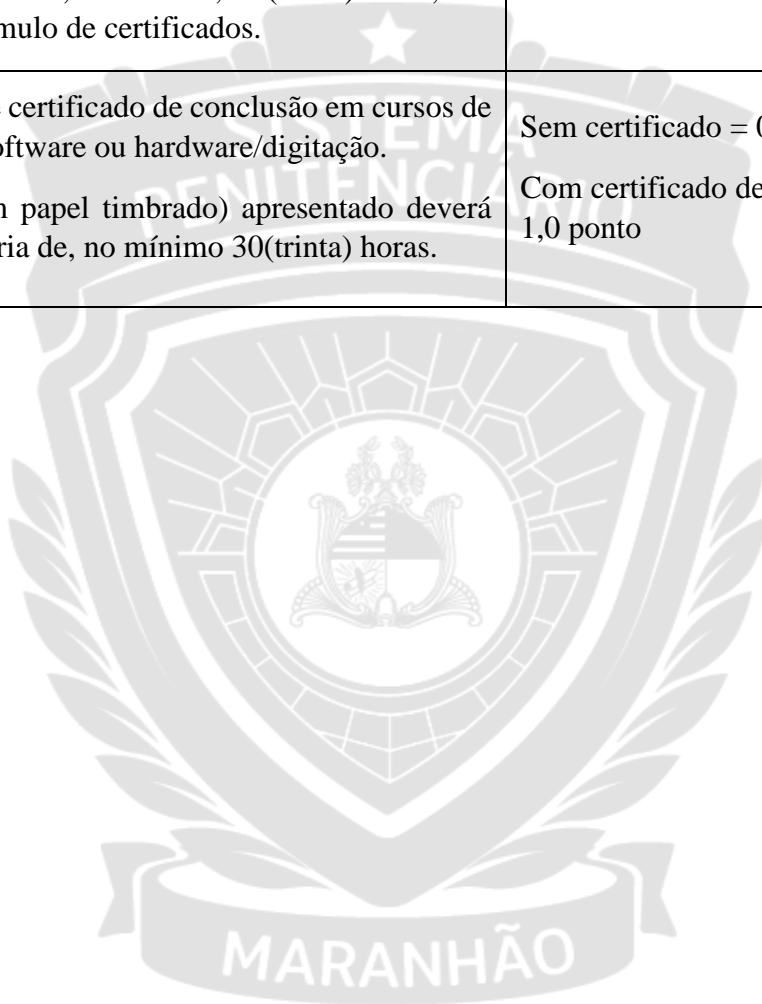 mulo de certificados.
certificado de conclusão em cursos de
oftware ou hardware/digitação.
papel timbrado) apresentado deverá
ria de, no mínimo 30(trinta) horas.
Sem certificado = 0
Com certificado de
1,0 ponto
SISTEMA
PENITENCIÁRIO
MARANHÃO